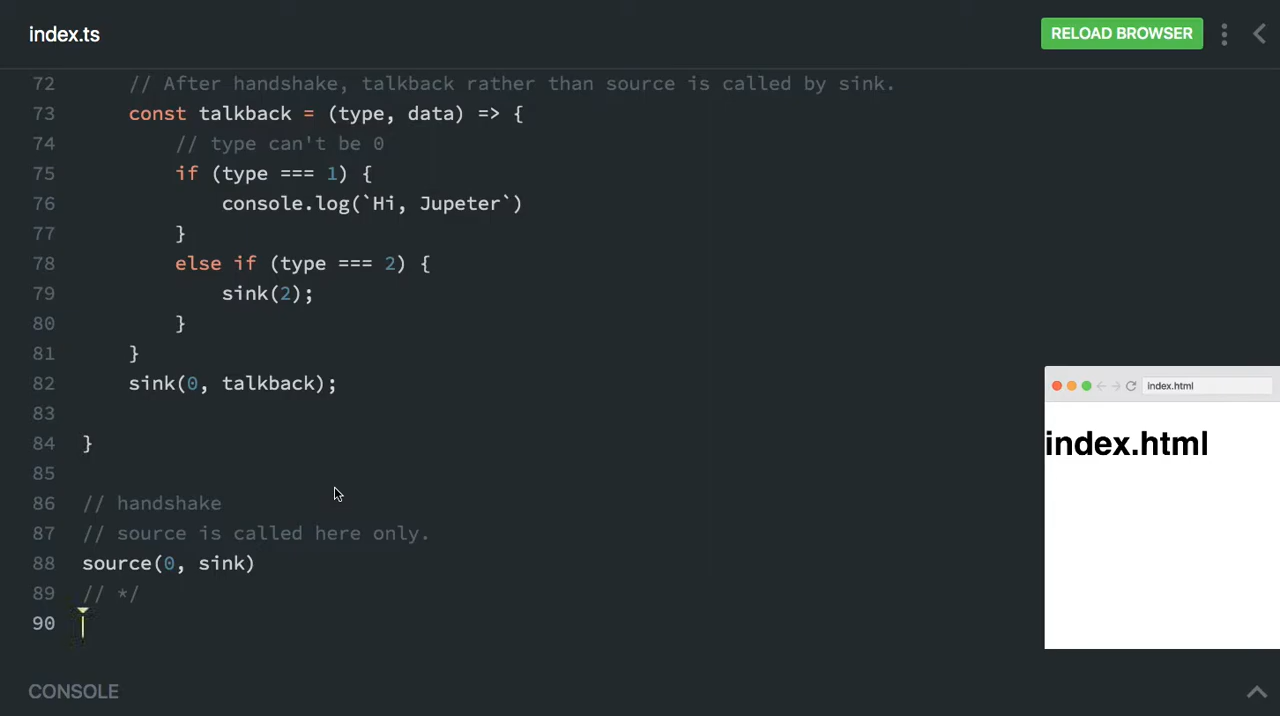 index.ts
RELOAD BROWSER
72 // After handshake, talkback rather than source is called by sink.
73 const talkback = (type, data) => {
74 // type can't be 0
75 if (type === 1) {
76 console.log(`Hi, Jupeter`)
77 }
78 else if (type === 2) {
79 sink(2);
80 }
81 }
82 sink(0, talkback);
83
84 }
85
86 // handshake
87 // source is called here only.
88 source(0, sink)
89 // */
90
index.html
index.html
CONSOLE